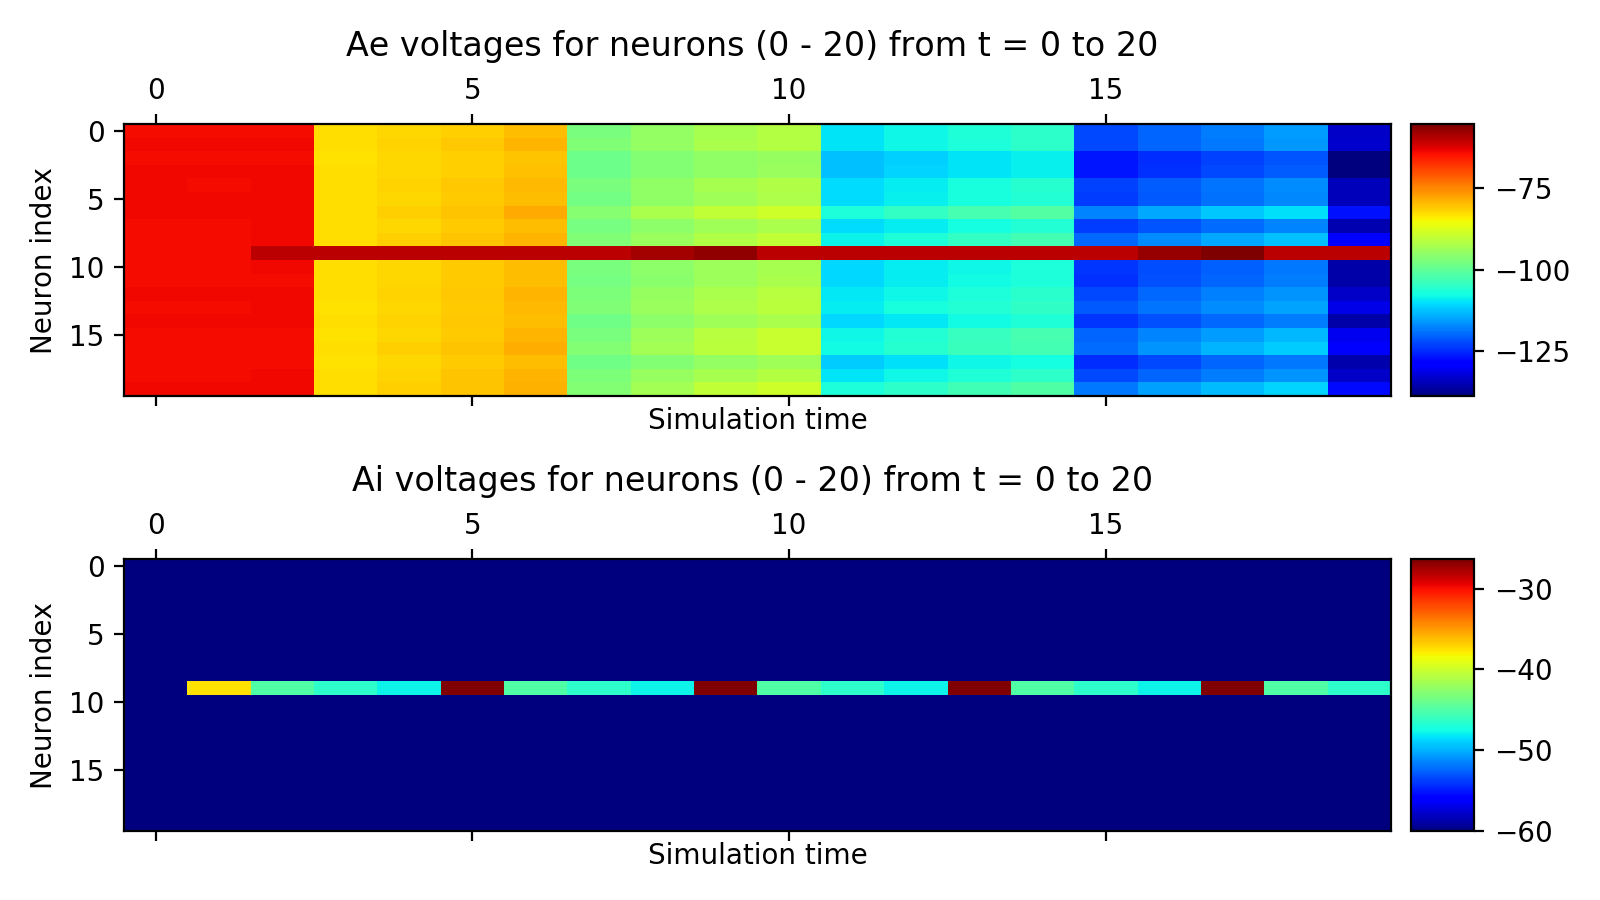 Ae voltages for neurons (0 - 20) from t = 0 to 20
0 5 10 15
Neuron index
0
5
10
15
−75
−100
−125
Simulation time
Ai voltages for neurons (0 - 20) from t = 0 to 20
0 5 10 15
Neuron index
0
5
10
15
−30
−40
−50
−60
Simulation time